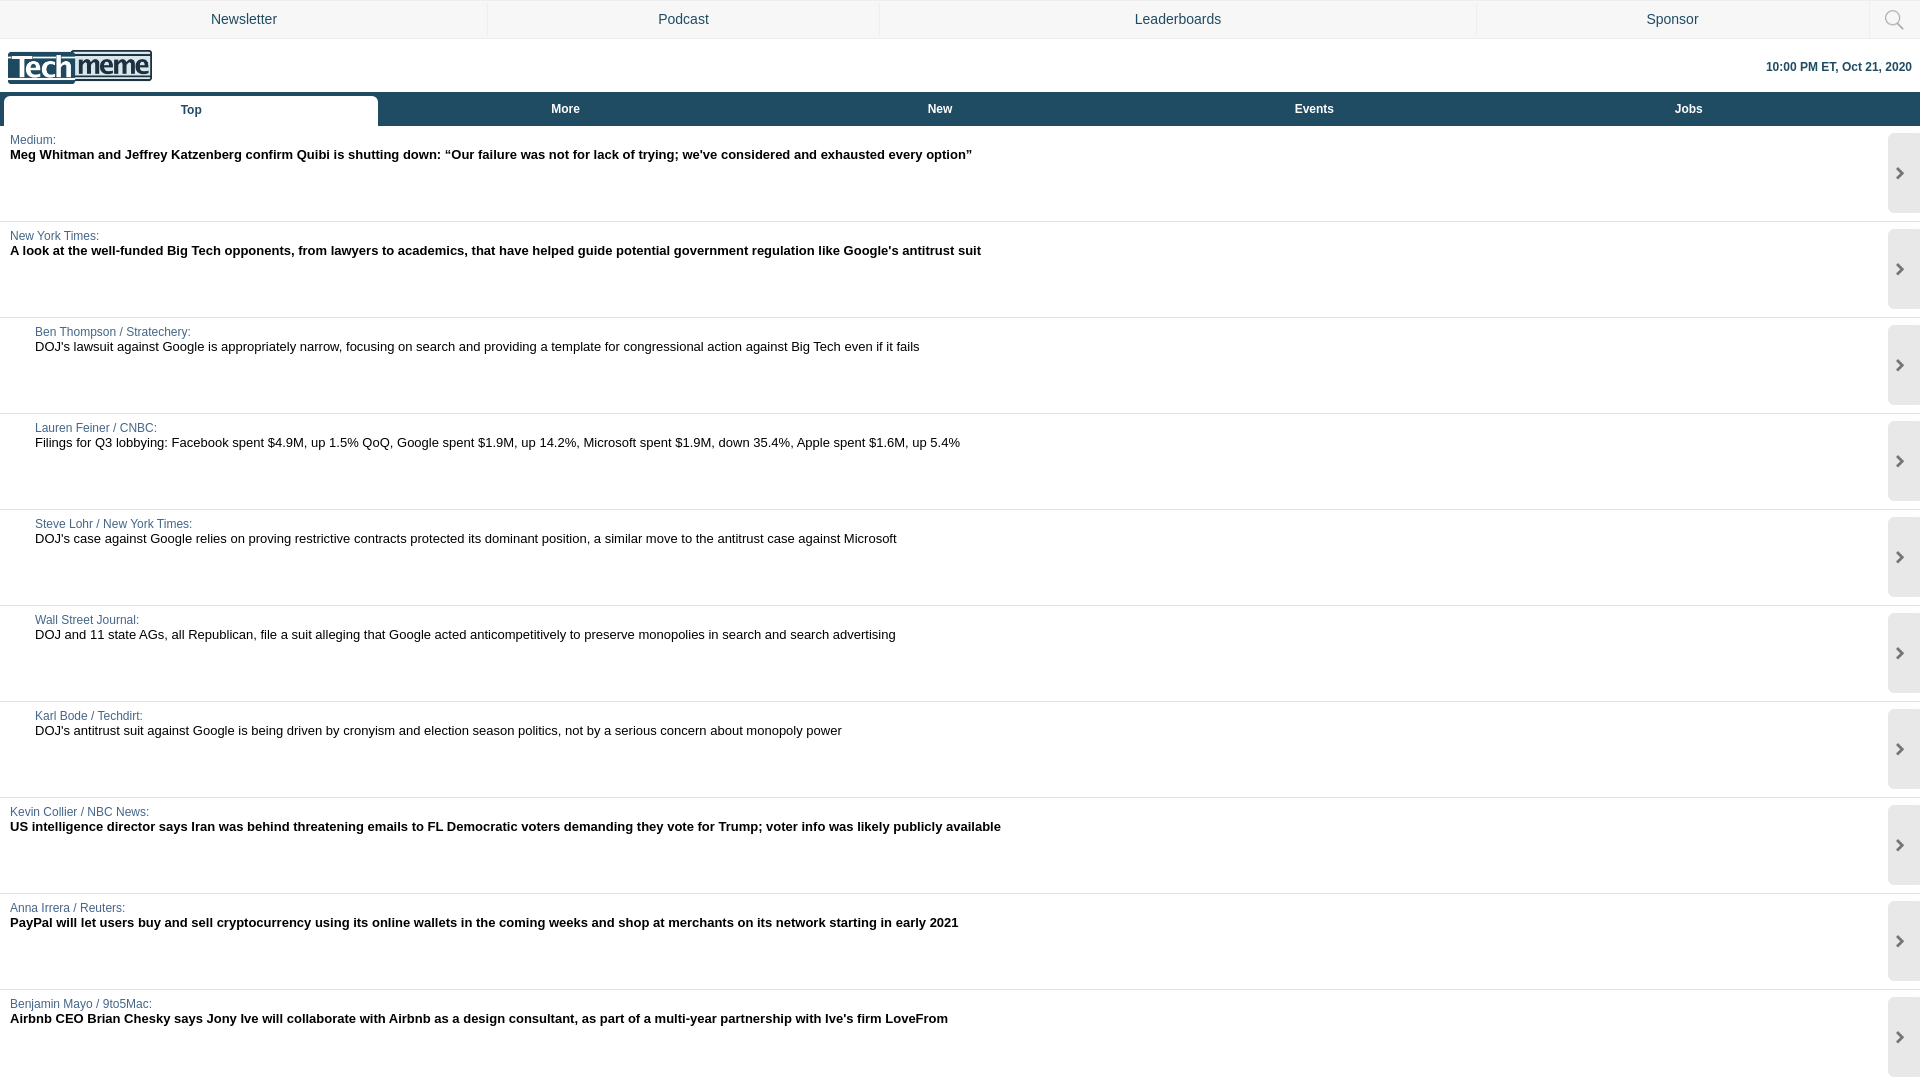 Newsletter
Podcast
Leaderboards
Sponsor
Techmeme
10:00 PM ET, Oct 21, 2020
Top
More
New
Events
Jobs
Medium:
Meg Whitman and Jeffrey Katzenberg confirm Quibi is shutting down: “Our failure was not for lack of trying; we've considered and exhausted every option”
New York Times:
A look at the well-funded Big Tech opponents, from lawyers to academics, that have helped guide potential government regulation like Google's antitrust suit
Ben Thompson / Stratechery:
DOJ's lawsuit against Google is appropriately narrow, focusing on search and providing a template for congressional action against Big Tech even if it fails
Lauren Feiner / CNBC:
Filings for Q3 lobbying: Facebook spent $4.9M, up 1.5% QoQ, Google spent $1.9M, up 14.2%, Microsoft spent $1.9M, down 35.4%, Apple spent $1.6M, up 5.4%
Steve Lohr / New York Times:
DOJ's case against Google relies on proving restrictive contracts protected its dominant position, a similar move to the antitrust case against Microsoft
Wall Street Journal:
DOJ and 11 state AGs, all Republican, file a suit alleging that Google acted anticompetitively to preserve monopolies in search and search advertising
Karl Bode / Techdirt:
DOJ's antitrust suit against Google is being driven by cronyism and election season politics, not by a serious concern about monopoly power
Kevin Collier / NBC News:
US intelligence director says Iran was behind threatening emails to FL Democratic voters demanding they vote for Trump; voter info was likely publicly available
Anna Irrera / Reuters:
PayPal will let users buy and sell cryptocurrency using its online wallets in the coming weeks and shop at merchants on its network starting in early 2021
Benjamin Mayo / 9to5Mac:
Airbnb CEO Brian Chesky says Jony Ive will collaborate with Airbnb as a design consultant, as part of a multi-year partnership with Ive's firm LoveFrom